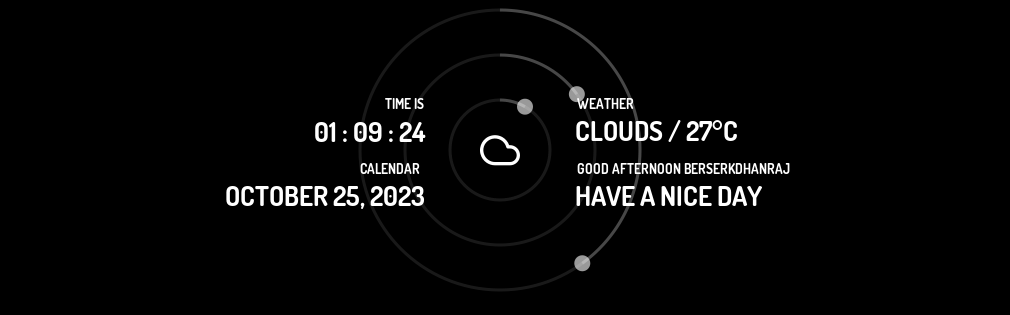 TIME IS
01 : 09 : 24
CALENDAR
OCTOBER 25, 2023
WEATHER
CLOUDS / 27°C
GOOD AFTERNOON BERSERKDHANRAJ
HAVE A NICE DAY